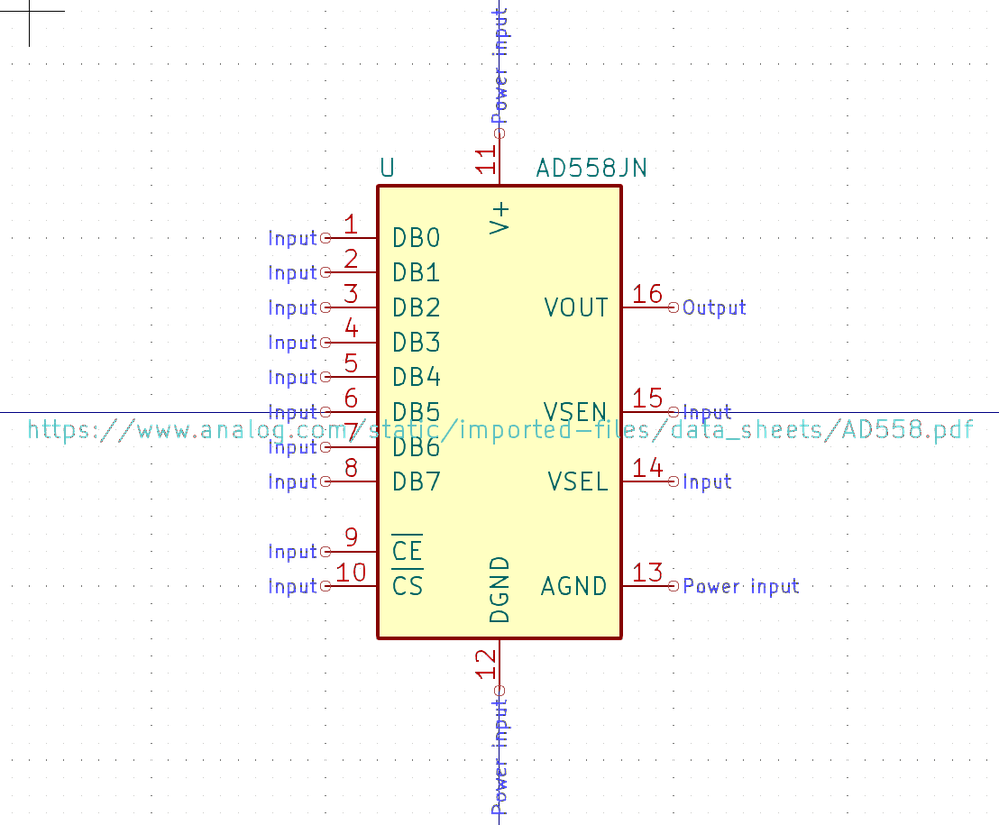 Power input
11
U AD558JN
V+
Input 1 DB0
Input 2 DB1
Input 3 DB2 VOUT 16 Output
Input 4 DB3
Input 5 DB4
Input 6 DB5 VSEN 15 Input
https://www.analog.com/static/imported-files/data_sheets/AD558.pdf
Input 7 DB6
Input 8 DB7 VSEL 14 Input
Input 9 CE
Input 10 CS AGND 13 Power input
DGND
12
Power input